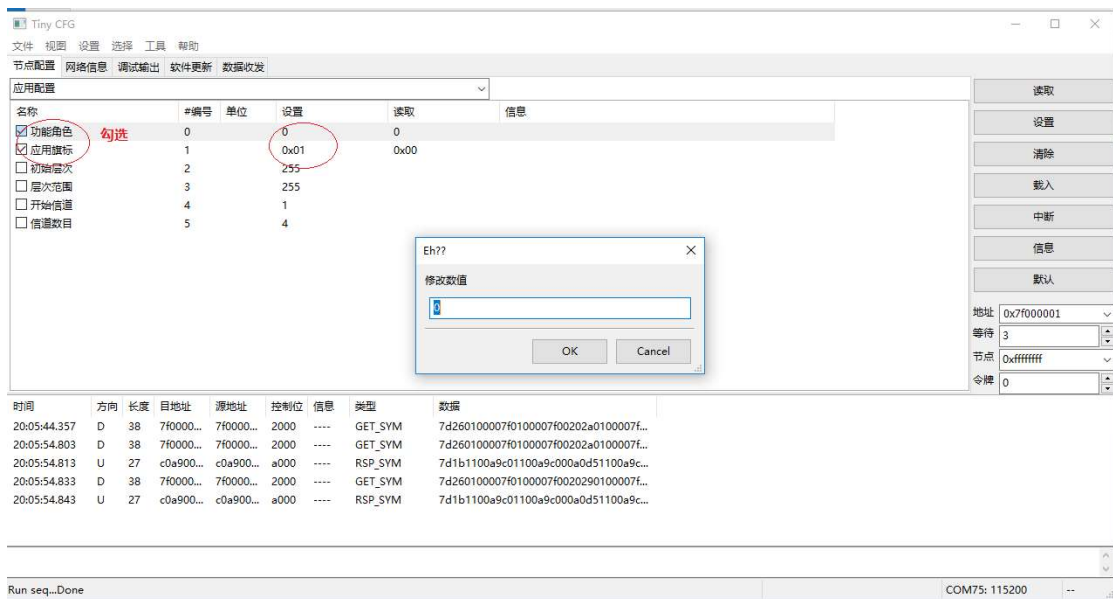 Tiny CFG
文件 视图 设置 选择 工具 帮助
节点配置 网络信息 调试输出 软件更新 数据收发
应用配置
读取
设置
清除
载入
中断
信息
默认
地址 0x7f000001
等待 3
节点 0xffffffff
令牌 0
名称 #编号 单位 设置 读取 信息
功能角色 0 0 0
勾选
应用旗标 1 0x01 0x00
初始层次 2 255
层次范围 3 255
开始信道 4 1
信道数目 5 4
Eh??
修改数值
0
OK Cancel
时间 方向 长度 目地址 源地址 控制位 信息 类型 数据
20:05:44.357 D 38 7f0000... 7f0000... 2000 ---- GET_SYM 7d260100007f0100007f00202a0100007f...
20:05:54.803 D 38 7f0000... 7f0000... 2000 ---- GET_SYM 7d260100007f0100007f00202a0100007f...
20:05:54.813 U 27 c0a900... c0a900... a000 ---- RSP_SYM 7d1b1100a9c01100a9c000a0d51100a9c...
20:05:54.833 D 38 7f0000... 7f0000... 2000 ---- GET_SYM 7d260100007f0100007f0020290100007f...
20:05:54.843 U 27 c0a900... c0a900... a000 ---- RSP_SYM 7d1b1100a9c01100a9c000a0d51100a9c...
Run seq...Done
COM75: 115200 --